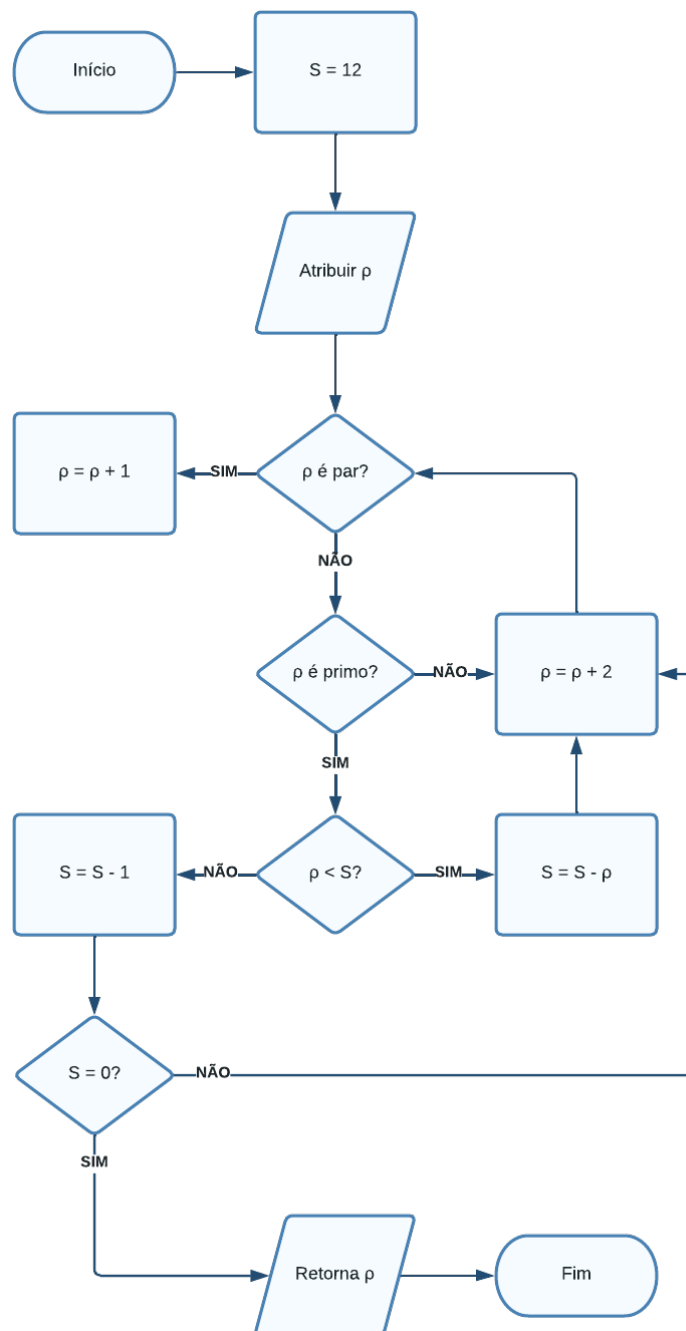 Início
S = 12
Atribuir ρ
ρ é par?
SIM
ρ = ρ + 1
NÃO
ρ é primo?
NÃO
ρ = ρ + 2
SIM
ρ < S?
NÃO
S = S - 1
SIM
S = S - ρ
S = 0?
NÃO
SIM
Retorna ρ
Fim